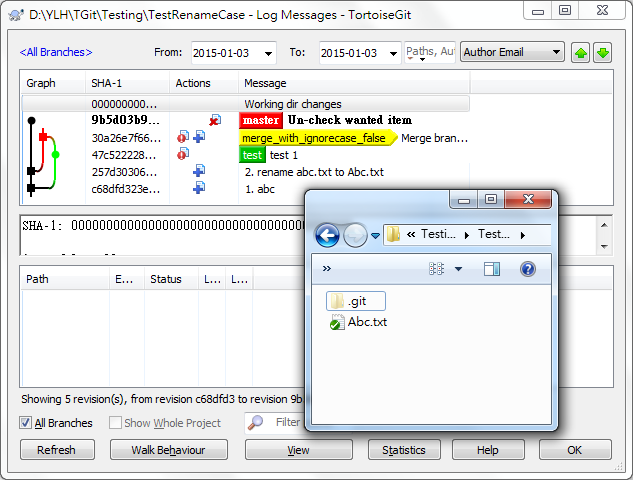 D:\YLH\TGit\Testing\TestRenameCase - Log Messages - TortoiseGit
<All Branches> From: 2015-01-03 To: 2015-01-03 Paths, Au Author Email
Graph SHA-1 Actions Message
000000000... Working dir changes
9b5d03b9... master Un-check wanted item
30a26e7f66... merge_with_ignorecase_false Merge bran...
47c522228... test test 1
257d30306... 2. rename abc.txt to Abc.txt
c68dfd323e... 1. abc
SHA-1:
Path E... Status L... L...
Showing 5 revision(s), from revision c68dfd3 to revision 9b
All Branches Show Whole Project Filter
Refresh Walk Behaviour View Statistics Help OK
« Testi... Test...
»
.git
Abc.txt